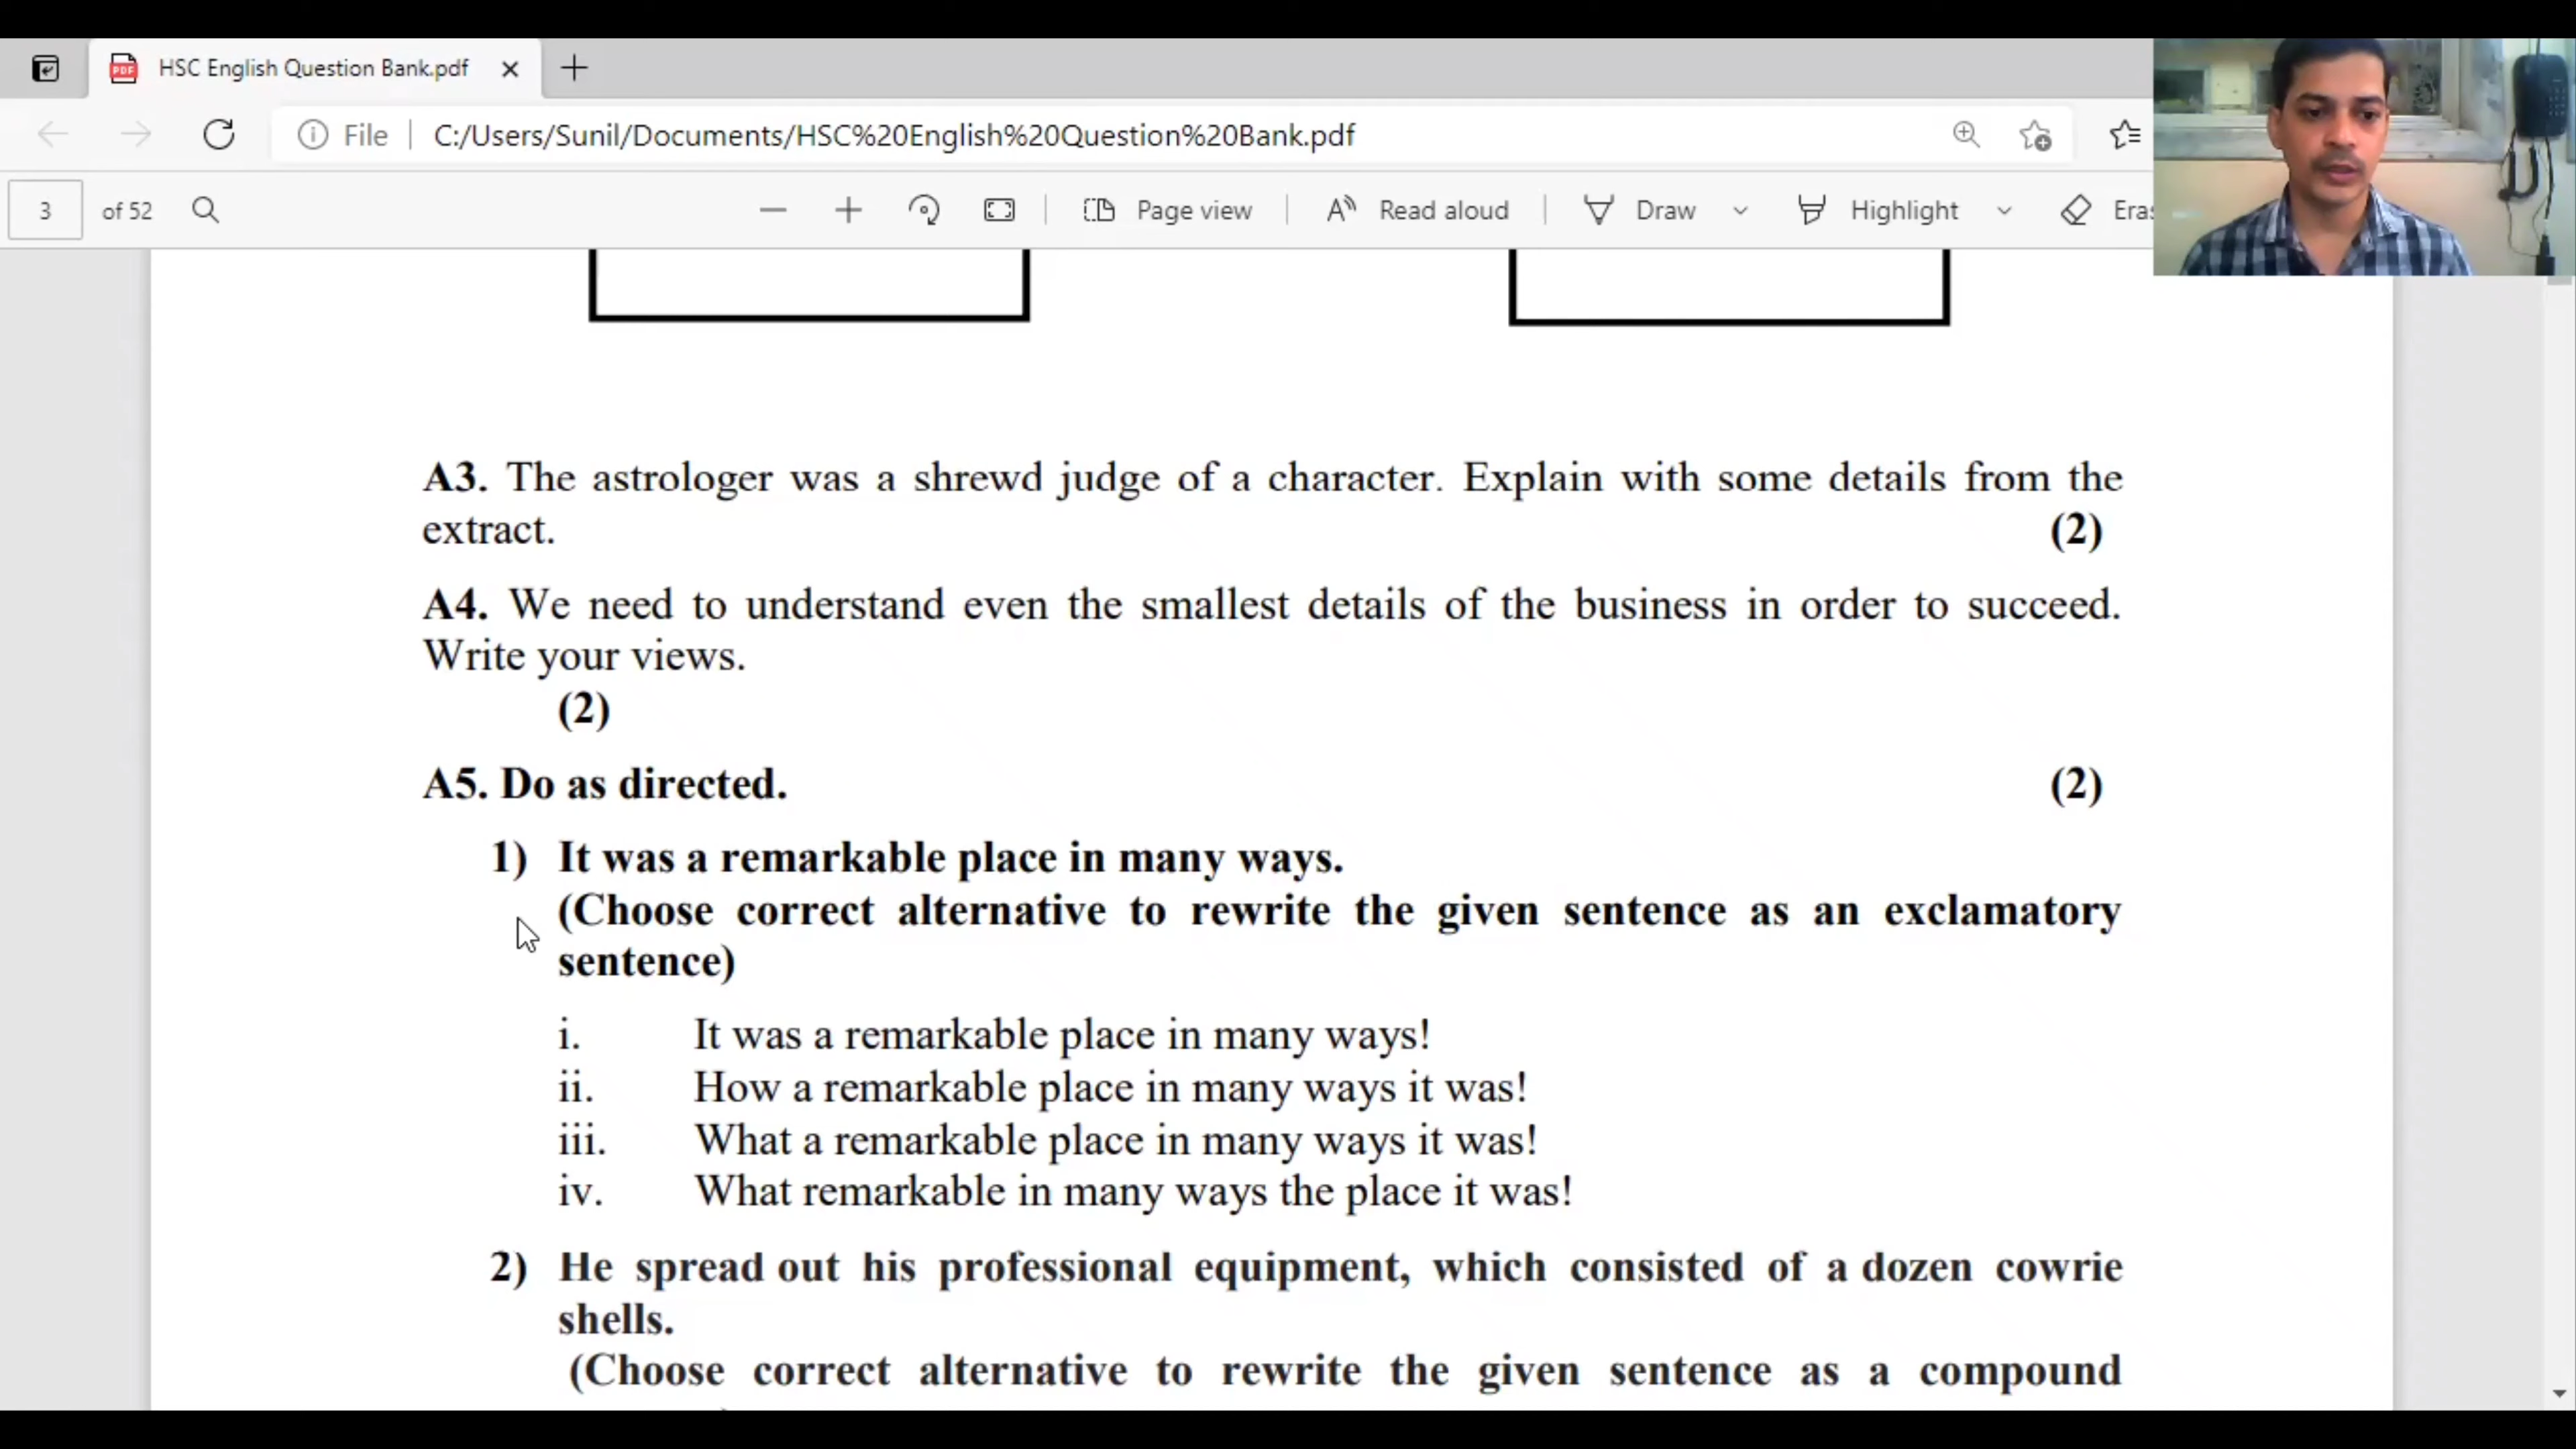 HSC English Question Bank.pdf
File C:/Users/Sunil/Documents/HSC%20English%20Question%20Bank.pdf
3 of 52 Page view Read aloud Draw Highlight Eras
A3. The astrologer was a shrewd judge of a character. Explain with some details from the
extract. (2)
A4. We need to understand even the smallest details of the business in order to succeed.
Write your views.
(2)
A5. Do as directed. (2)
1) It was a remarkable place in many ways.
(Choose correct alternative to rewrite the given sentence as an exclamatory
sentence)
i. It was a remarkable place in many ways!
ii. How a remarkable place in many ways it was!
iii. What a remarkable place in many ways it was!
iv. What remarkable in many ways the place it was!
2) He spread out his professional equipment, which consisted of a dozen cowrie
shells.
(Choose correct alternative to rewrite the given sentence as a compound